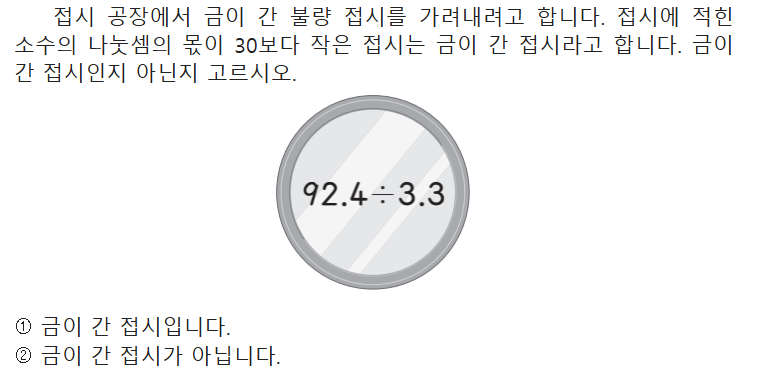 접시 공장에서 금이 간 불량 접시를 가려내려고 합니다. 접시에 적힌
소수의 나눗셈의 몫이 30보다 작은 접시는 금이 간 접시라고 합니다. 금이
간 접시인지 아닌지 고르시오.
92.4÷3.3
① 금이 간 접시입니다.
② 금이 간 접시가 아닙니다.